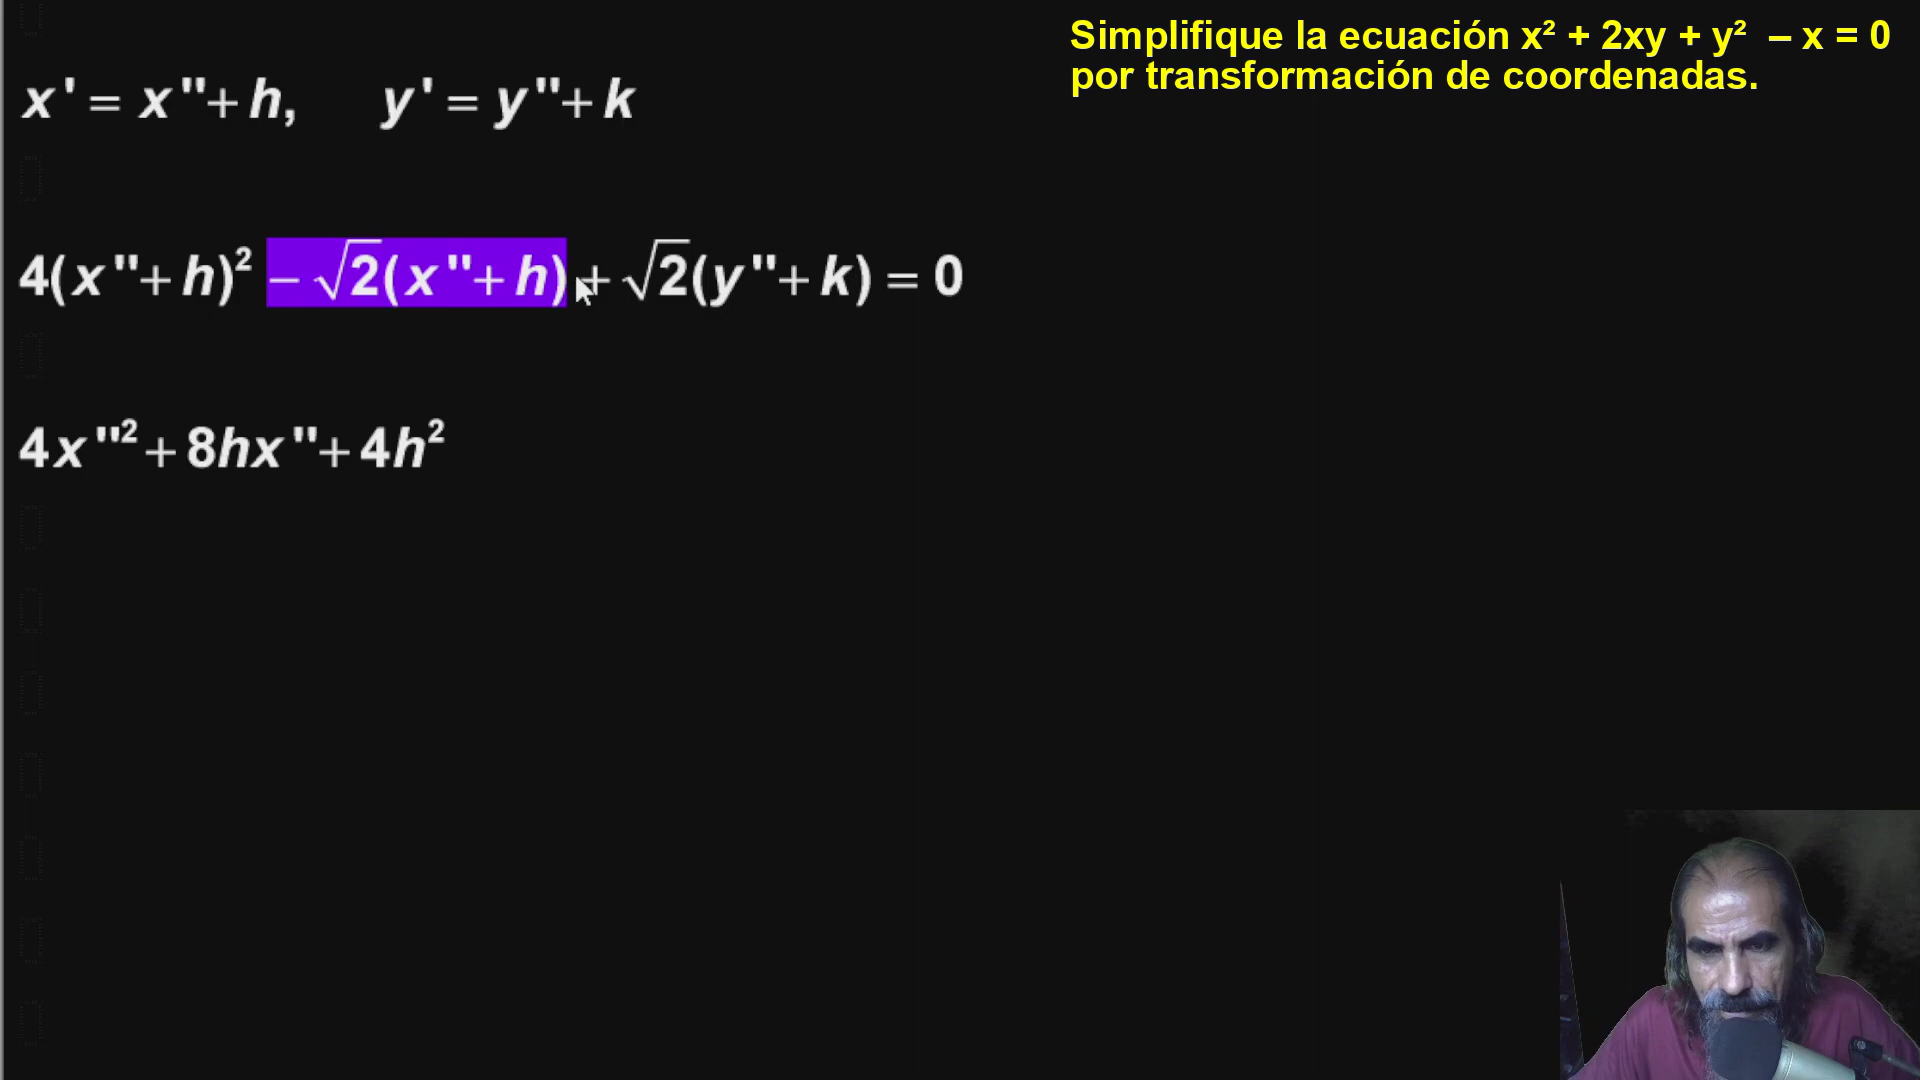 Simplifique la ecuación x² + 2xy + y² – x = 0
por transformación de coordenadas.
x' = x''+ h, y' = y''+ k
4(x''+ h)² – √2(x''+ h) + √2(y''+ k) = 0
4x''² + 8hx''+ 4h²